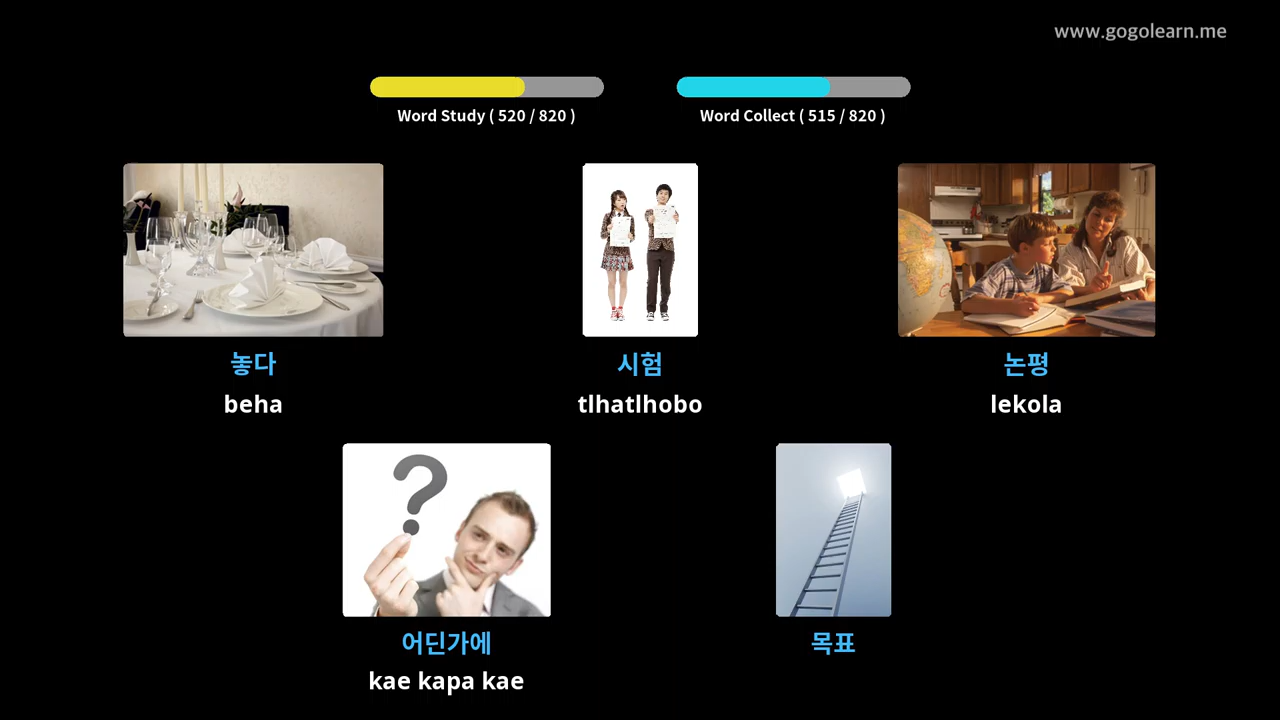 www.gogolearn.me
Word Study ( 520 / 820 )
Word Collect ( 515 / 820 )
놓다
beha
시험
tlhatlhobo
논평
lekola
어딘가에
kae kapa kae
목표